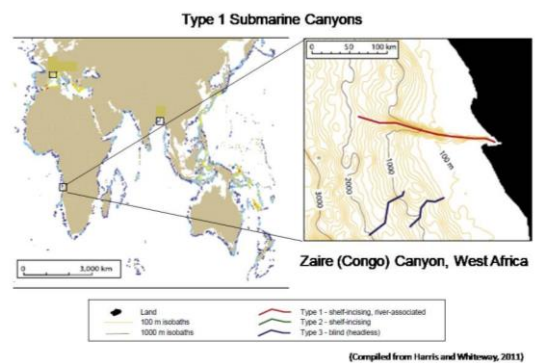 Type 1 Submarine Canyons
0 50 100 km
100 m
1000
2000
3000
0 3,000 km
Zaire (Congo) Canyon, West Africa
Land
100 m isobaths
1000 m isobaths
Type 1 - shelf-incising, river-associated
Type 2 - shelf-incising
Type 3 - blind (headless)
(Compiled from Harris and Whiteway, 2011)